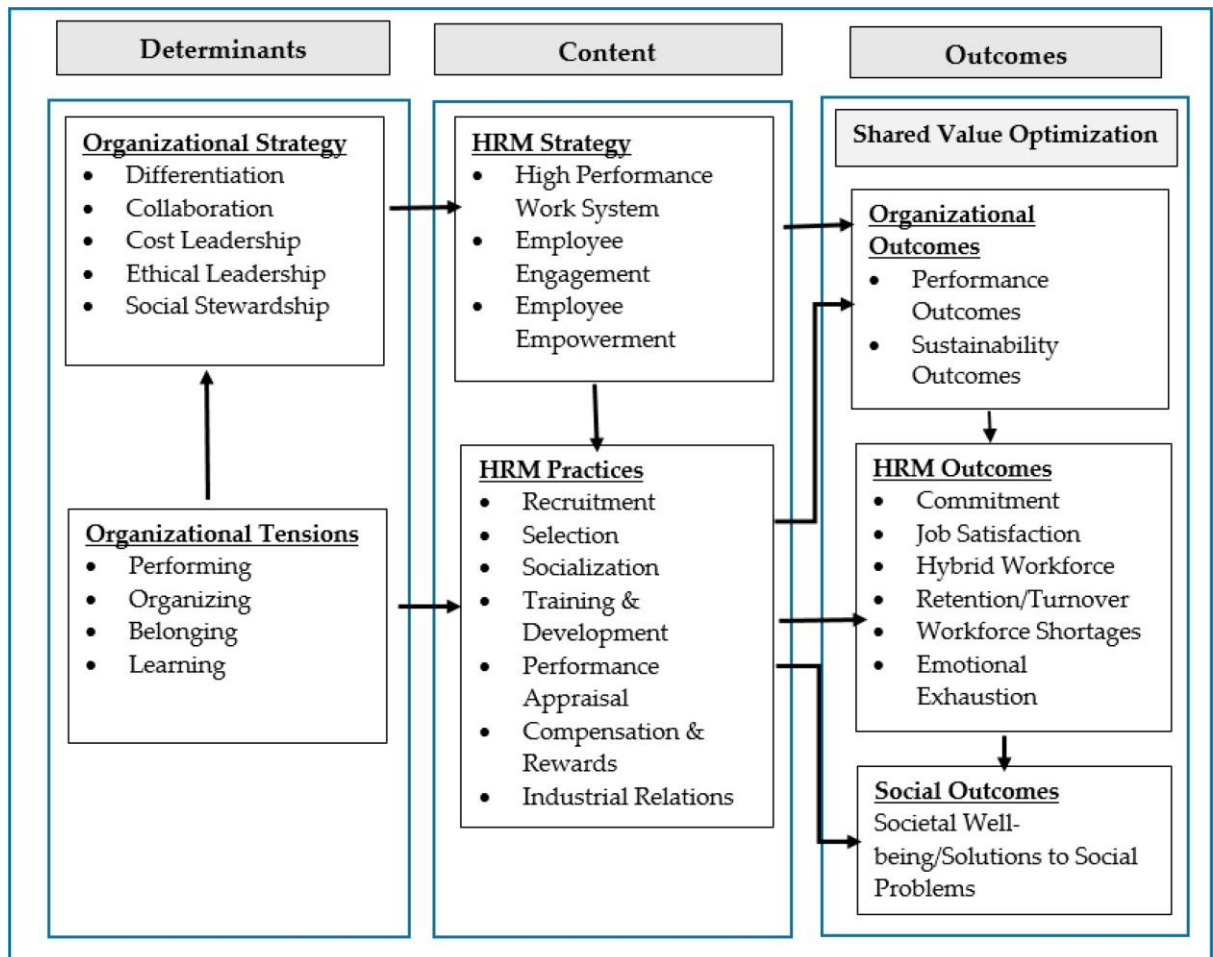 Determinants
Content
Outcomes
Organizational Strategy
• Differentiation
• Collaboration
• Cost Leadership
• Ethical Leadership
• Social Stewardship
Organizational Tensions
• Performing
• Organizing
• Belonging
• Learning
HRM Strategy
• High Performance
Work System
• Employee
Engagement
• Employee
Empowerment
HRM Practices
• Recruitment
• Selection
• Socialization
• Training &
Development
• Performance
Appraisal
• Compensation &
Rewards
• Industrial Relations
Shared Value Optimization
Organizational
Outcomes
• Performance
Outcomes
• Sustainability
Outcomes
HRM Outcomes
• Commitment
• Job Satisfaction
• Hybrid Workforce
• Retention/Turnover
• Workforce Shortages
• Emotional
Exhaustion
Social Outcomes
Societal Well-
being/Solutions to Social
Problems